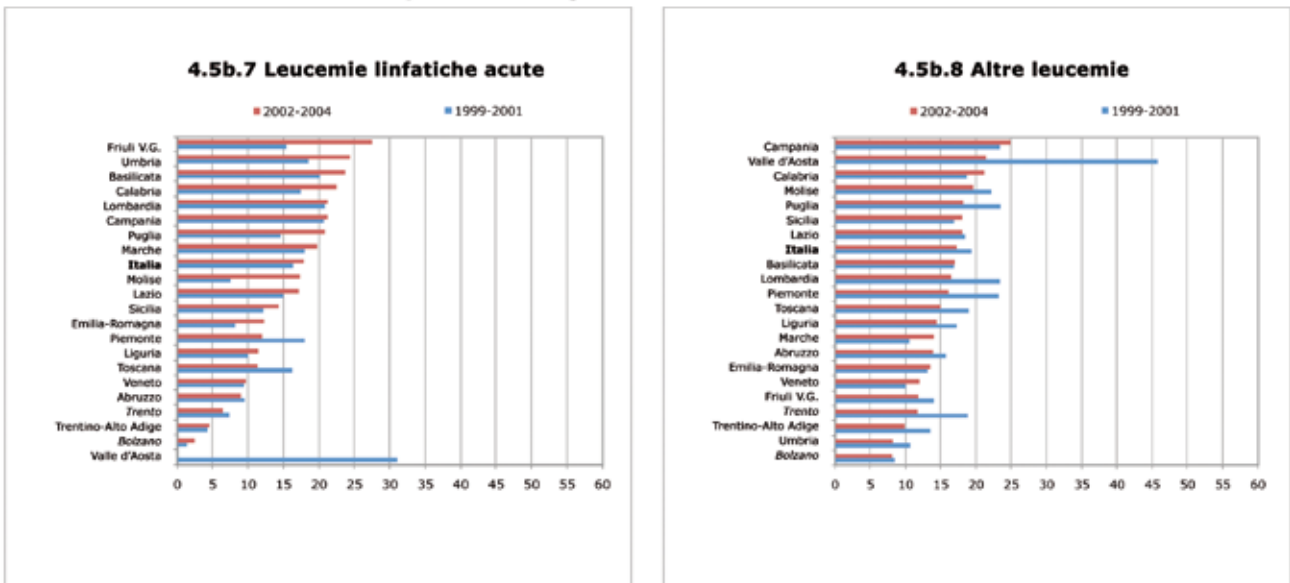 4.5b.7 Leucemie linfatiche acute
2002-2004 1999-2001
Friuli V.G.
Umbria
Basilicata
Calabria
Lombardia
Campania
Puglia
Marche
Italia
Molise
Lazio
Sicilia
Emilia-Romagna
Piemonte
Liguria
Toscana
Veneto
Abruzzo
Trento
Trentino-Alto Adige
Bolzano
Valle d'Aosta
0 5 10 15 20 25 30 35 40 45 50 55 60
4.5b.8 Altre leucemie
2002-2004 1999-2001
Campania
Valle d'Aosta
Calabria
Molise
Puglia
Sicilia
Lazio
Italia
Basilicata
Lombardia
Piemonte
Toscana
Liguria
Marche
Abruzzo
Emilia-Romagna
Veneto
Friuli V.G.
Trento
Trentino-Alto Adige
Umbria
Bolzano
0 5 10 15 20 25 30 35 40 45 50 55 60